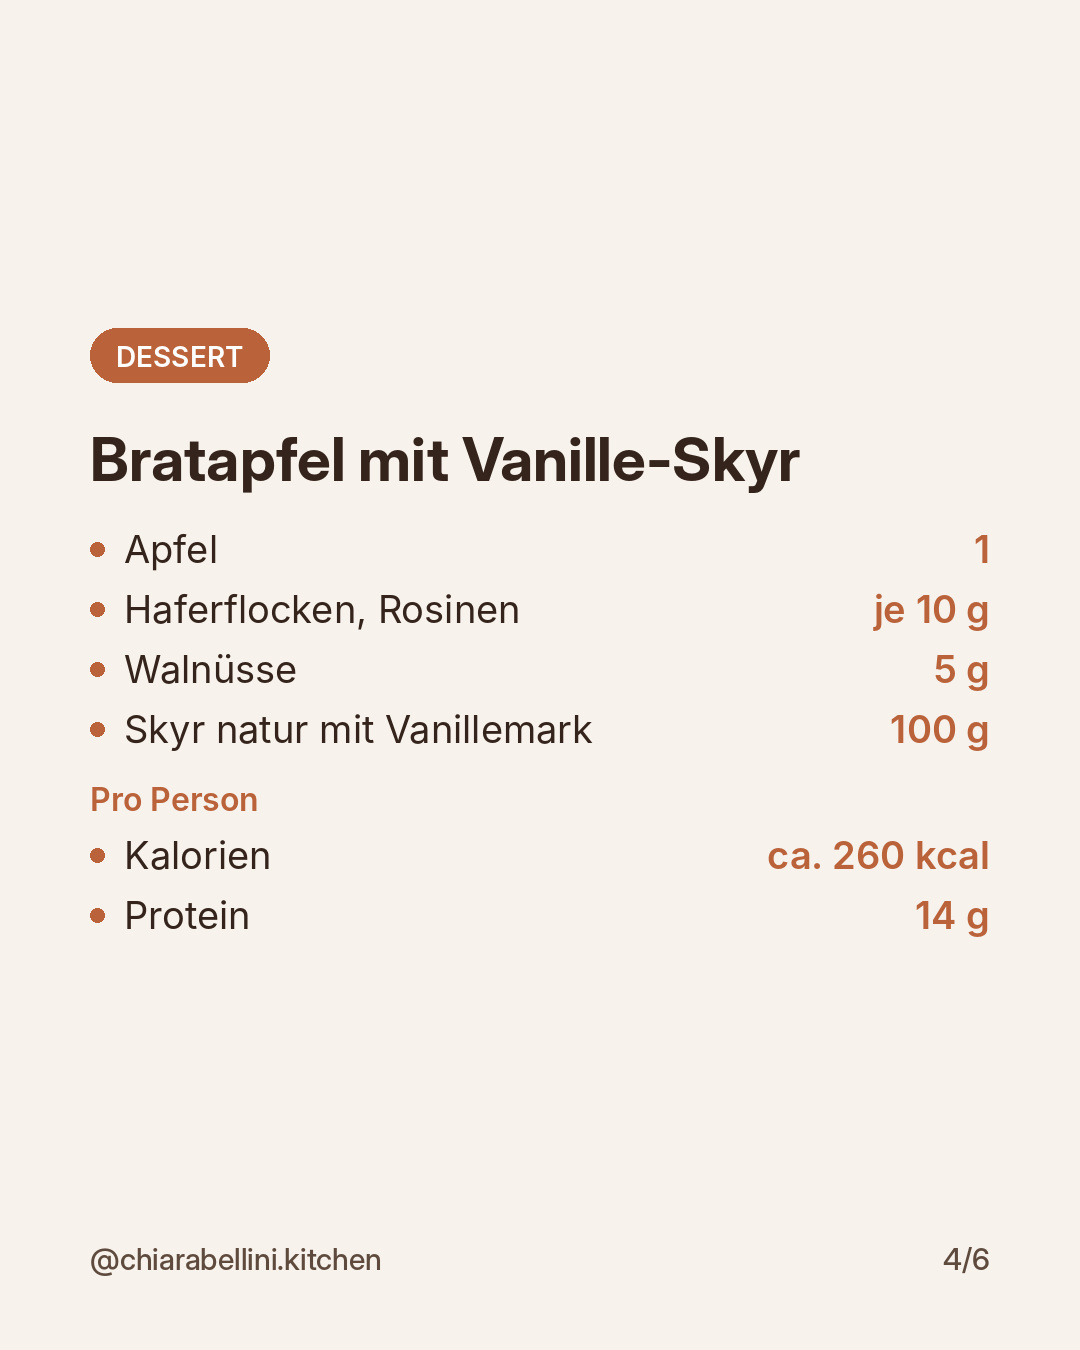 DESSERT
Bratapfel mit Vanille-Skyr
• Apfel 1
• Haferflocken, Rosinen je 10 g
• Walnüsse 5 g
• Skyr natur mit Vanillemark 100 g
Pro Person
• Kalorien ca. 260 kcal
• Protein 14 g
@chiarabellini.kitchen 4/6